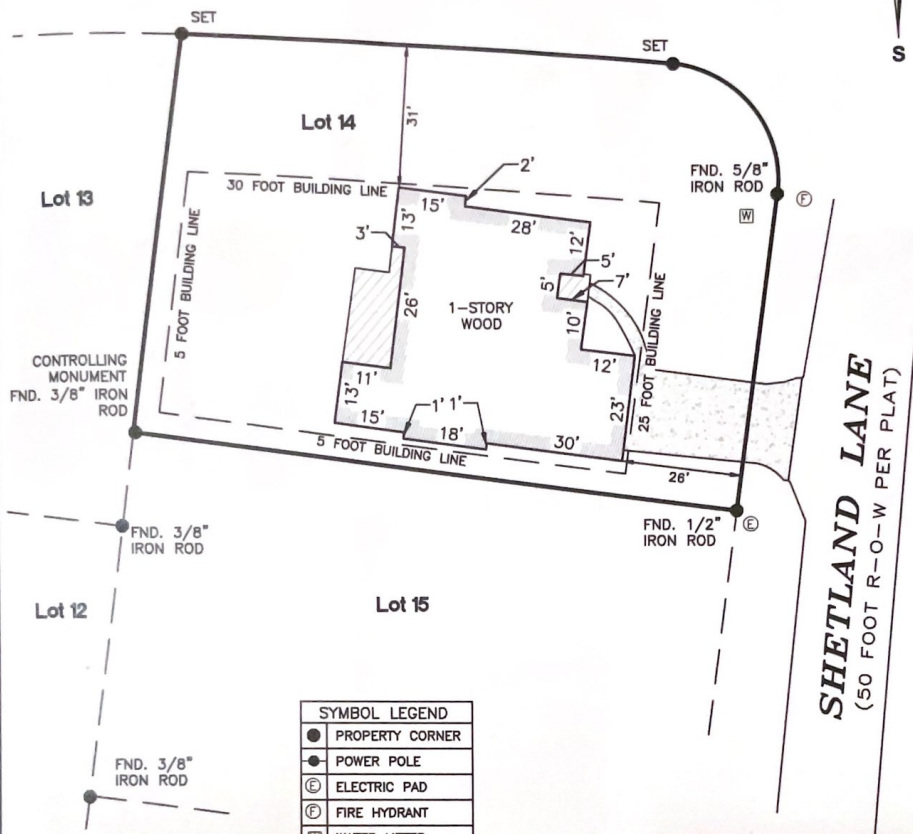 SET
SET
S
Lot 14
31'
Lot 13
FND. 5/8"
IRON ROD
Ⓕ
W
30 FOOT BUILDING LINE
2'
15'
28'
13'
3'
12'
5'
5'
7'
5 FOOT BUILDING LINE
26'
1-STORY
WOOD
10'
12'
25 FOOT BUILDING LINE
CONTROLLING
MONUMENT
FND. 3/8" IRON
ROD
11'
13'
15'
1'
1'
18'
30'
23'
5 FOOT BUILDING LINE
26'
FND. 1/2"
IRON ROD
Ⓔ
SHETLAND LANE
(50 FOOT R-O-W PER PLAT)
FND. 3/8"
IRON ROD
Lot 12
Lot 15
FND. 3/8"
IRON ROD
SYMBOL LEGEND
PROPERTY CORNER
POWER POLE
Ⓔ ELECTRIC PAD
Ⓕ FIRE HYDRANT
W WATER METER